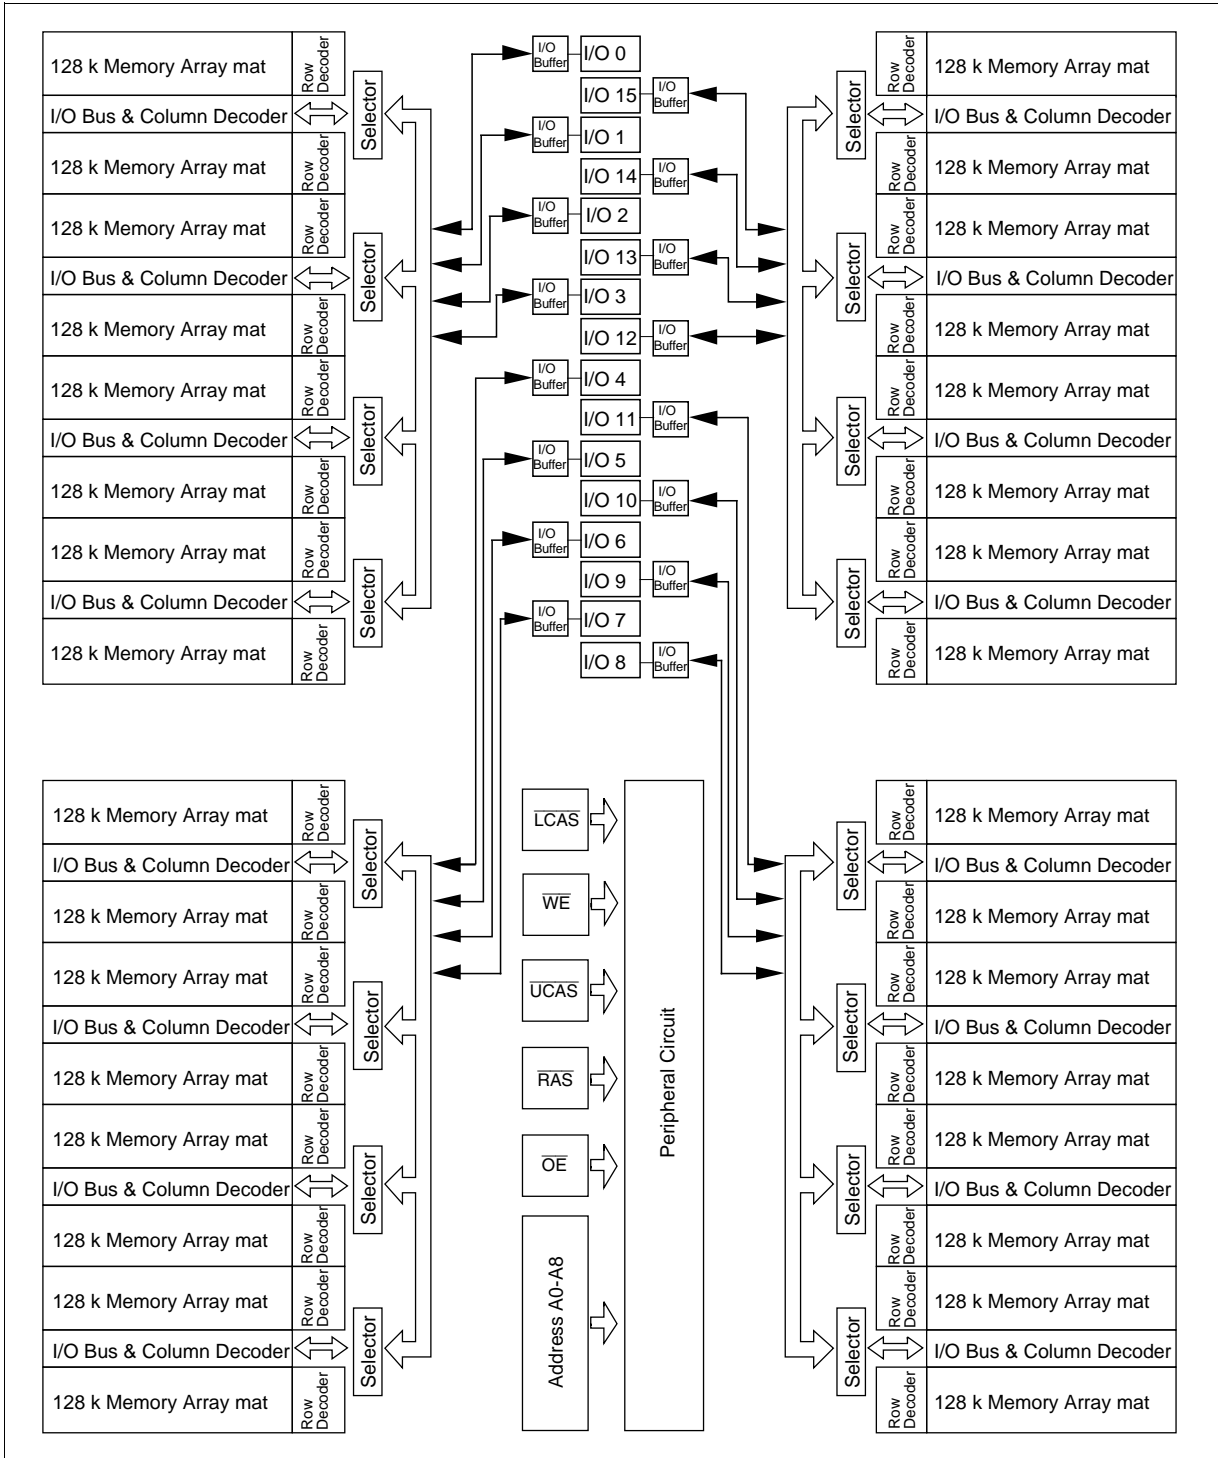 128 k Memory Array mat
Row Decoder
I/O Bus & Column Decoder
Selector
128 k Memory Array mat
Row Decoder
128 k Memory Array mat
Row Decoder
I/O Bus & Column Decoder
Selector
128 k Memory Array mat
Row Decoder
128 k Memory Array mat
Row Decoder
I/O Bus & Column Decoder
Selector
128 k Memory Array mat
Row Decoder
128 k Memory Array mat
Row Decoder
I/O Bus & Column Decoder
Selector
128 k Memory Array mat
Row Decoder
I/O Buffer
I/O 0
I/O 15
I/O Buffer
I/O Buffer
I/O 1
I/O 14
I/O Buffer
I/O Buffer
I/O 2
I/O 13
I/O Buffer
I/O Buffer
I/O 3
I/O 12
I/O Buffer
I/O Buffer
I/O 4
I/O 11
I/O Buffer
I/O Buffer
I/O 5
I/O 10
I/O Buffer
I/O Buffer
I/O 6
I/O 9
I/O Buffer
I/O Buffer
I/O 7
I/O 8
I/O Buffer
Row Decoder
128 k Memory Array mat
Selector
I/O Bus & Column Decoder
Row Decoder
128 k Memory Array mat
Row Decoder
128 k Memory Array mat
Selector
I/O Bus & Column Decoder
Row Decoder
128 k Memory Array mat
Row Decoder
128 k Memory Array mat
Selector
I/O Bus & Column Decoder
Row Decoder
128 k Memory Array mat
Row Decoder
128 k Memory Array mat
Selector
I/O Bus & Column Decoder
Row Decoder
128 k Memory Array mat
128 k Memory Array mat
Row Decoder
I/O Bus & Column Decoder
Selector
128 k Memory Array mat
Row Decoder
128 k Memory Array mat
Row Decoder
I/O Bus & Column Decoder
Selector
128 k Memory Array mat
Row Decoder
128 k Memory Array mat
Row Decoder
I/O Bus & Column Decoder
Selector
128 k Memory Array mat
Row Decoder
128 k Memory Array mat
Row Decoder
I/O Bus & Column Decoder
Selector
128 k Memory Array mat
Row Decoder
LCAS
WE
UCAS
RAS
OE
Address A0-A8
Peripheral Circuit
Row Decoder
128 k Memory Array mat
Selector
I/O Bus & Column Decoder
Row Decoder
128 k Memory Array mat
Row Decoder
128 k Memory Array mat
Selector
I/O Bus & Column Decoder
Row Decoder
128 k Memory Array mat
Row Decoder
128 k Memory Array mat
Selector
I/O Bus & Column Decoder
Row Decoder
128 k Memory Array mat
Row Decoder
128 k Memory Array mat
Selector
I/O Bus & Column Decoder
Row Decoder
128 k Memory Array mat